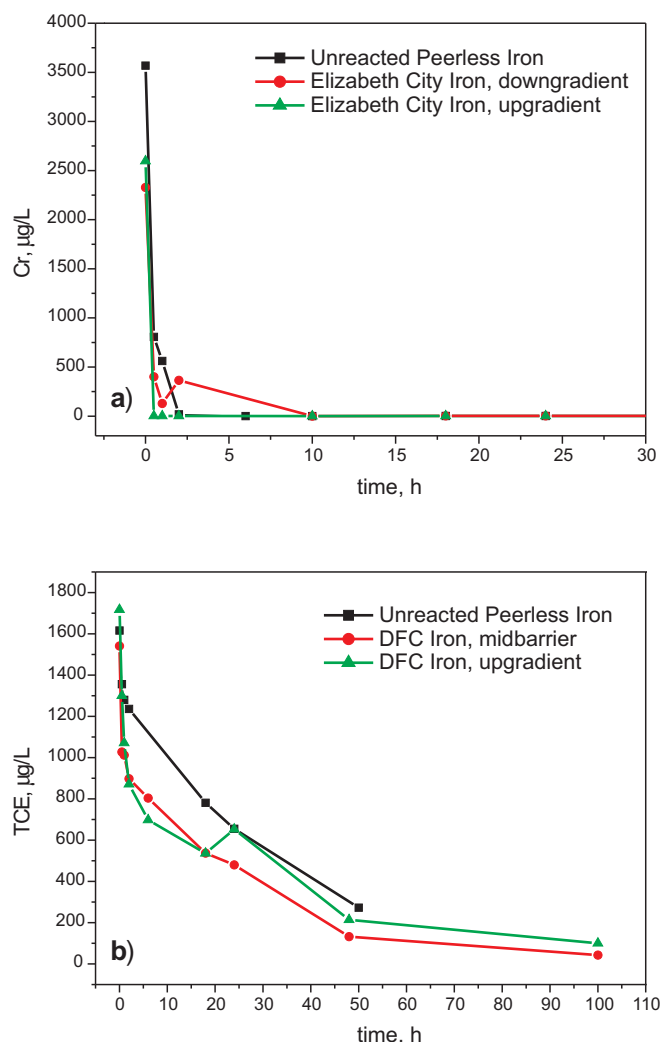 4000
3500
3000
2500
2000
1500
1000
500
0
Cr, µg/L
Unreacted Peerless Iron
Elizabeth City Iron, downgradient
Elizabeth City Iron, upgradient
a)
0 5 10 15 20 25 30
time, h
1800
1600
1400
1200
1000
800
600
400
200
0
TCE, µg/L
Unreacted Peerless Iron
DFC Iron, midbarrier
DFC Iron, upgradient
b)
0 10 20 30 40 50 60 70 80 90 100 110
time, h